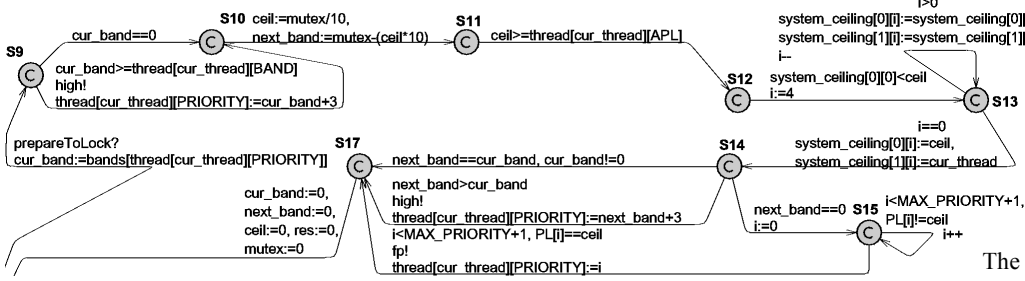 i>0
S10 ceil:=mutex/10,
next_band:=mutex-(ceil*10)
S11
system_ceiling[0][i]:=system_ceiling[0]
system_ceiling[1][i]:=system_ceiling[1]
i--
S9
cur_band==0
ceil>=thread[cur_thread][APL]
cur_band>=thread[cur_thread][BAND]
high!
thread[cur_thread][PRIORITY]:=cur_band+3
S12
system_ceiling[0][0]<ceil
i:=4
S13
prepareToLock?
cur_band:=bands[thread[cur_thread][PRIORITY]]
S17
next_band==cur_band, cur_band!=0
S14
i==0
system_ceiling[0][i]:=ceil,
system_ceiling[1][i]:=cur_thread
cur_band:=0,
next_band:=0,
ceil:=0, res:=0,
mutex:=0
next_band>cur_band
high!
thread[cur_thread][PRIORITY]:=next_band+3
i<MAX_PRIORITY+1, PL[i]==ceil
fp!
thread[cur_thread][PRIORITY]:=i
next_band==0
i:=0
S15
i<MAX_PRIORITY+1,
PL[i]!=ceil
i++
The